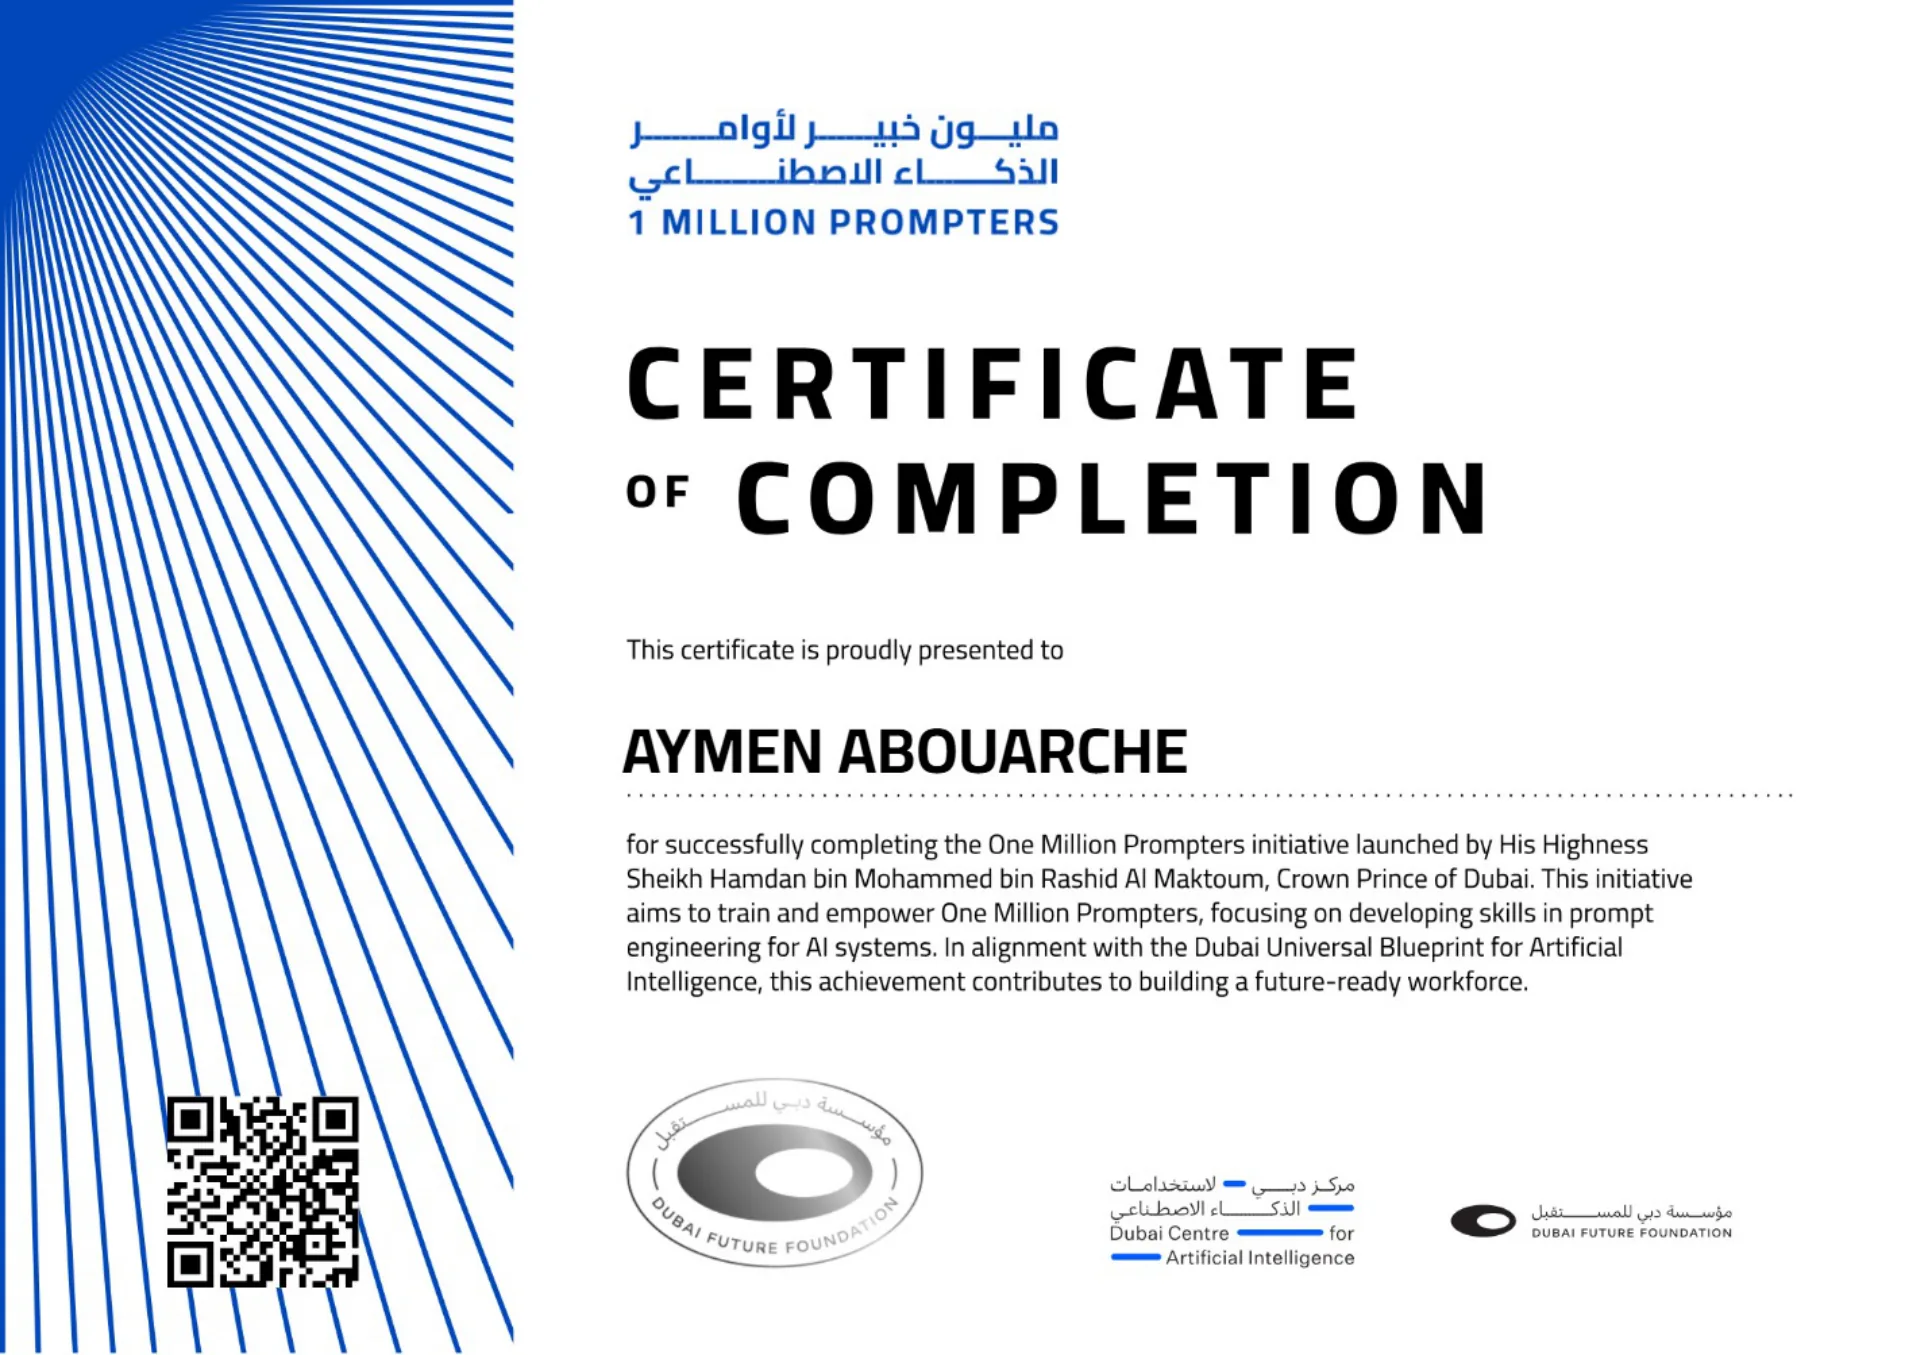 مليون خبير لأوامر
الذكاء الاصطناعي
1 MILLION PROMPTERS
CERTIFICATE
OF COMPLETION
This certificate is proudly presented to
AYMEN ABOUARCHE
for successfully completing the One Million Prompters initiative launched by His Highness
Sheikh Hamdan bin Mohammed bin Rashid Al Maktoum, Crown Prince of Dubai. This initiative
aims to train and empower One Million Prompters, focusing on developing skills in prompt
engineering for AI systems. In alignment with the Dubai Universal Blueprint for Artificial
Intelligence, this achievement contributes to building a future-ready workforce.
مؤسسة دبي للمستقبل
DUBAI FUTURE FOUNDATION
مركز دبي لاستخدامات
الذكاء الاصطناعي
Dubai Centre for
Artificial Intelligence
مؤسسة دبي للمستقبل
DUBAI FUTURE FOUNDATION